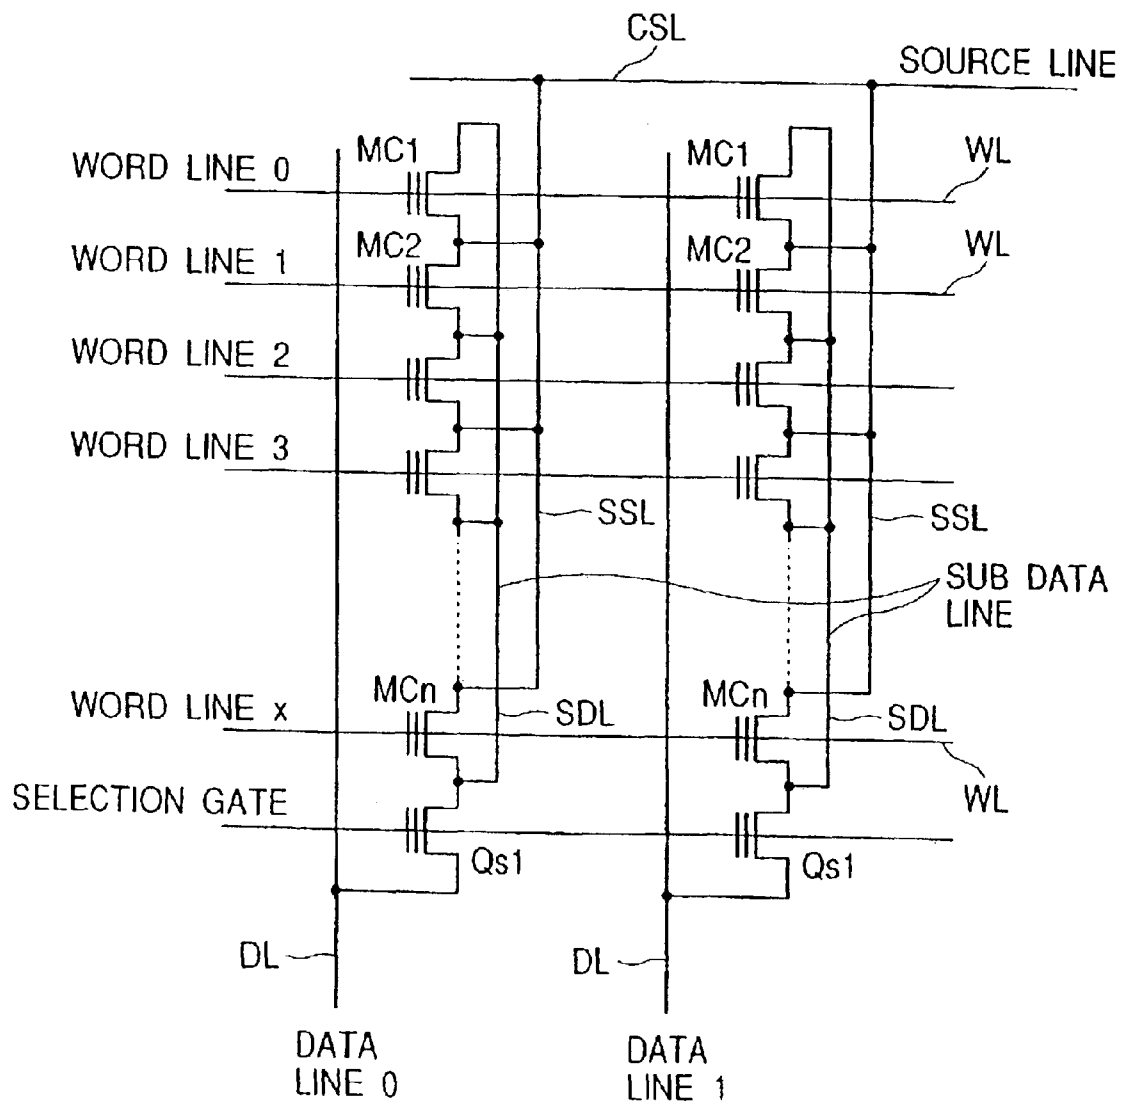 CSL
SOURCE LINE
MC1
MC1
WL
WORD LINE 0
MC2
MC2
WL
WORD LINE 1
WORD LINE 2
WORD LINE 3
SSL
SSL
SUB DATA
LINE
MCn
MCn
WORD LINE x
SDL
SDL
SELECTION GATE
WL
Qs1
Qs1
DL
DL
DATA
LINE 0
DATA
LINE 1